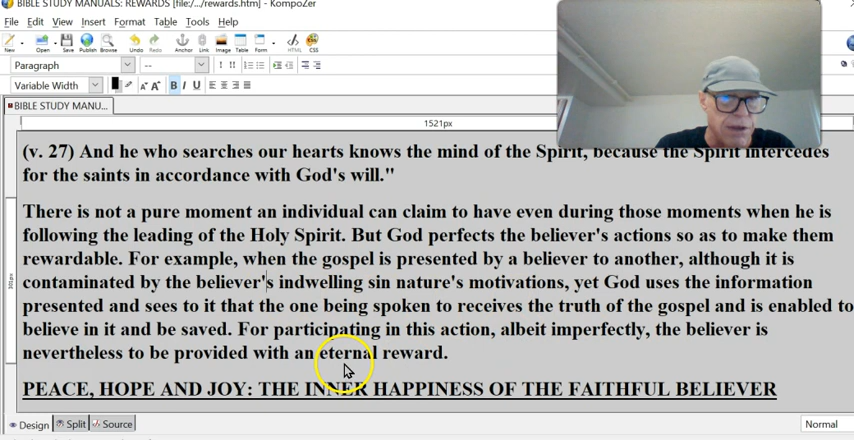 BIBLE STUDY MANUALS: REWARDS [file:/.../rewards.htm] - KompoZer
File Edit View Insert Format Table Tools Help
New Open Save Publish Browse Undo Redo Anchor Link Image Table Form HTML CSS
Paragraph --
Variable Width B I U
BIBLE STUDY MANU...
1521px
(v. 27) And he who searches our hearts knows the mind of the Spirit, because the Spirit intercedes
for the saints in accordance with God's will."
There is not a pure moment an individual can claim to have even during those moments when he is
following the leading of the Holy Spirit. But God perfects the believer's actions so as to make them
rewardable. For example, when the gospel is presented by a believer to another, although it is
contaminated by the believer's indwelling sin nature's motivations, yet God uses the information
presented and sees to it that the one being spoken to receives the truth of the gospel and is enabled to
believe in it and be saved. For participating in this action, albeit imperfectly, the believer is
nevertheless to be provided with an eternal reward.
PEACE, HOPE AND JOY: THE INNER HAPPINESS OF THE FAITHFUL BELIEVER
Design Split Source Normal